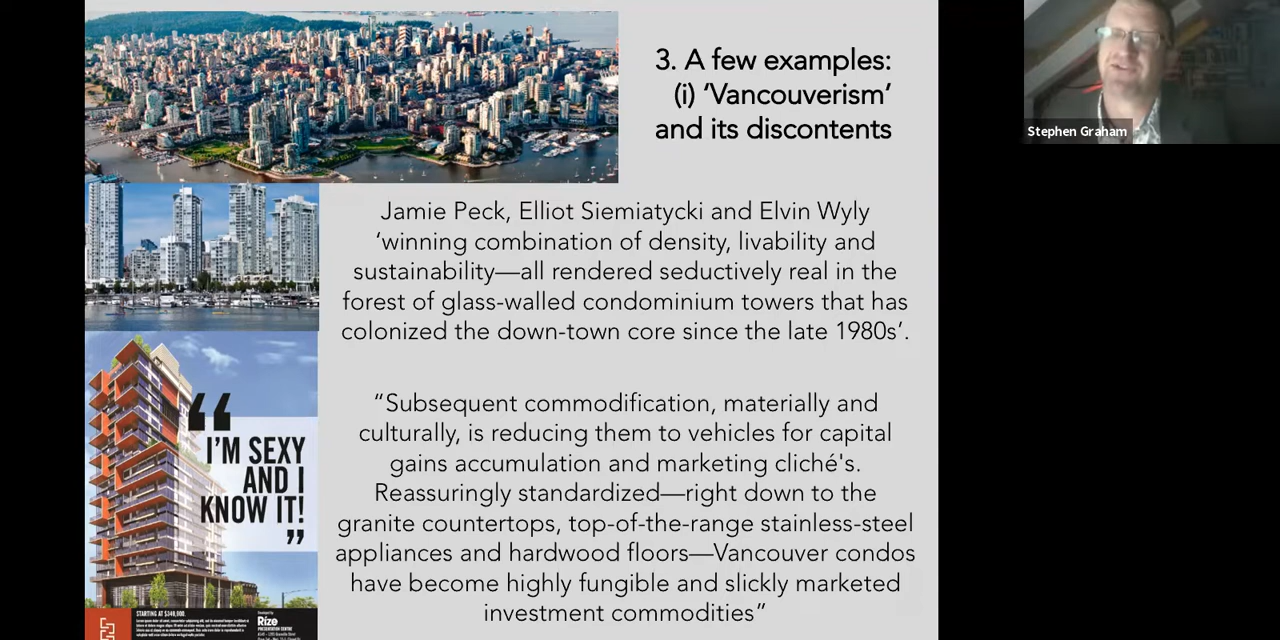 3. A few examples:
(i) ‘Vancouverism’
and its discontents
Stephen Graham
Jamie Peck, Elliot Siemiatycki and Elvin Wyly
‘winning combination of density, livability and
sustainability—all rendered seductively real in the
forest of glass-walled condominium towers that has
colonized the down-town core since the late 1980s’.
“Subsequent commodification, materially and
culturally, is reducing them to vehicles for capital
gains accumulation and marketing cliché's.
Reassuringly standardized—right down to the
granite countertops, top-of-the-range stainless-steel
appliances and hardwood floors—Vancouver condos
have become highly fungible and slickly marketed
investment commodities”
“
I'M SEXY
AND I
KNOW IT!
”
STARTING AT $249,900.
Developed by
Rize
PRESENTATION CENTRE